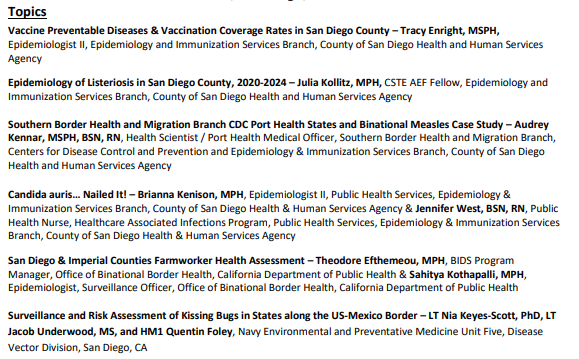 Topics
Vaccine Preventable Diseases & Vaccination Coverage Rates in San Diego County – Tracy Enright, MSPH,
Epidemiologist II, Epidemiology and Immunization Services Branch, County of San Diego Health and Human Services
Agency
Epidemiology of Listeriosis in San Diego County, 2020-2024 – Julia Kollitz, MPH, CSTE AEF Fellow, Epidemiology and
Immunization Services Branch, County of San Diego Health and Human Services Agency
Southern Border Health and Migration Branch CDC Port Health States and Binational Measles Case Study – Audrey
Kennar, MSPH, BSN, RN, Health Scientist / Port Health Medical Officer, Southern Border Health and Migration Branch,
Centers for Disease Control and Prevention and Epidemiology & Immunization Services Branch, County of San Diego
Health and Human Services Agency
Candida auris… Nailed It! – Brianna Kenison, MPH, Epidemiologist II, Public Health Services, Epidemiology &
Immunization Services Branch, County of San Diego Health & Human Services Agency & Jennifer West, BSN, RN, Public
Health Nurse, Healthcare Associated Infections Program, Public Health Services, Epidemiology & Immunization Services
Branch, County of San Diego Health & Human Services Agency
San Diego & Imperial Counties Farmworker Health Assessment – Theodore Efthemeou, MPH, BIDS Program
Manager, Office of Binational Border Health, California Department of Public Health & Sahitya Kothapalli, MPH,
Epidemiologist, Surveillance Officer, Office of Binational Border Health, California Department of Public Health
Surveillance and Risk Assessment of Kissing Bugs in States along the US-Mexico Border – LT Nia Keyes-Scott, PhD, LT
Jacob Underwood, MS, and HM1 Quentin Foley, Navy Environmental and Preventative Medicine Unit Five, Disease
Vector Division, San Diego, CA